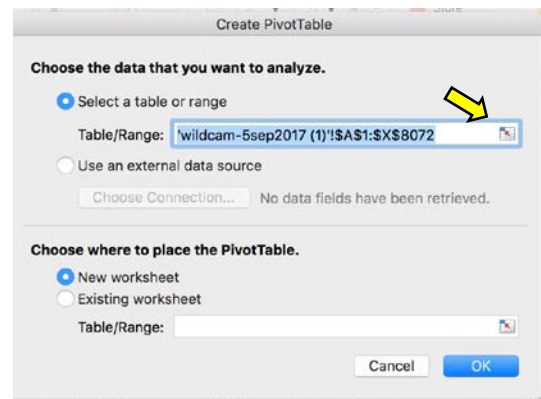 Store
Create PivotTable
Choose the data that you want to analyze.
Select a table or range
Table/Range: 'wildcam-5sep2017 (1)'!$A$1:$X$8072
Use an external data source
Choose Connection... No data fields have been retrieved.
Choose where to place the PivotTable.
New worksheet
Existing worksheet
Table/Range:
Cancel OK